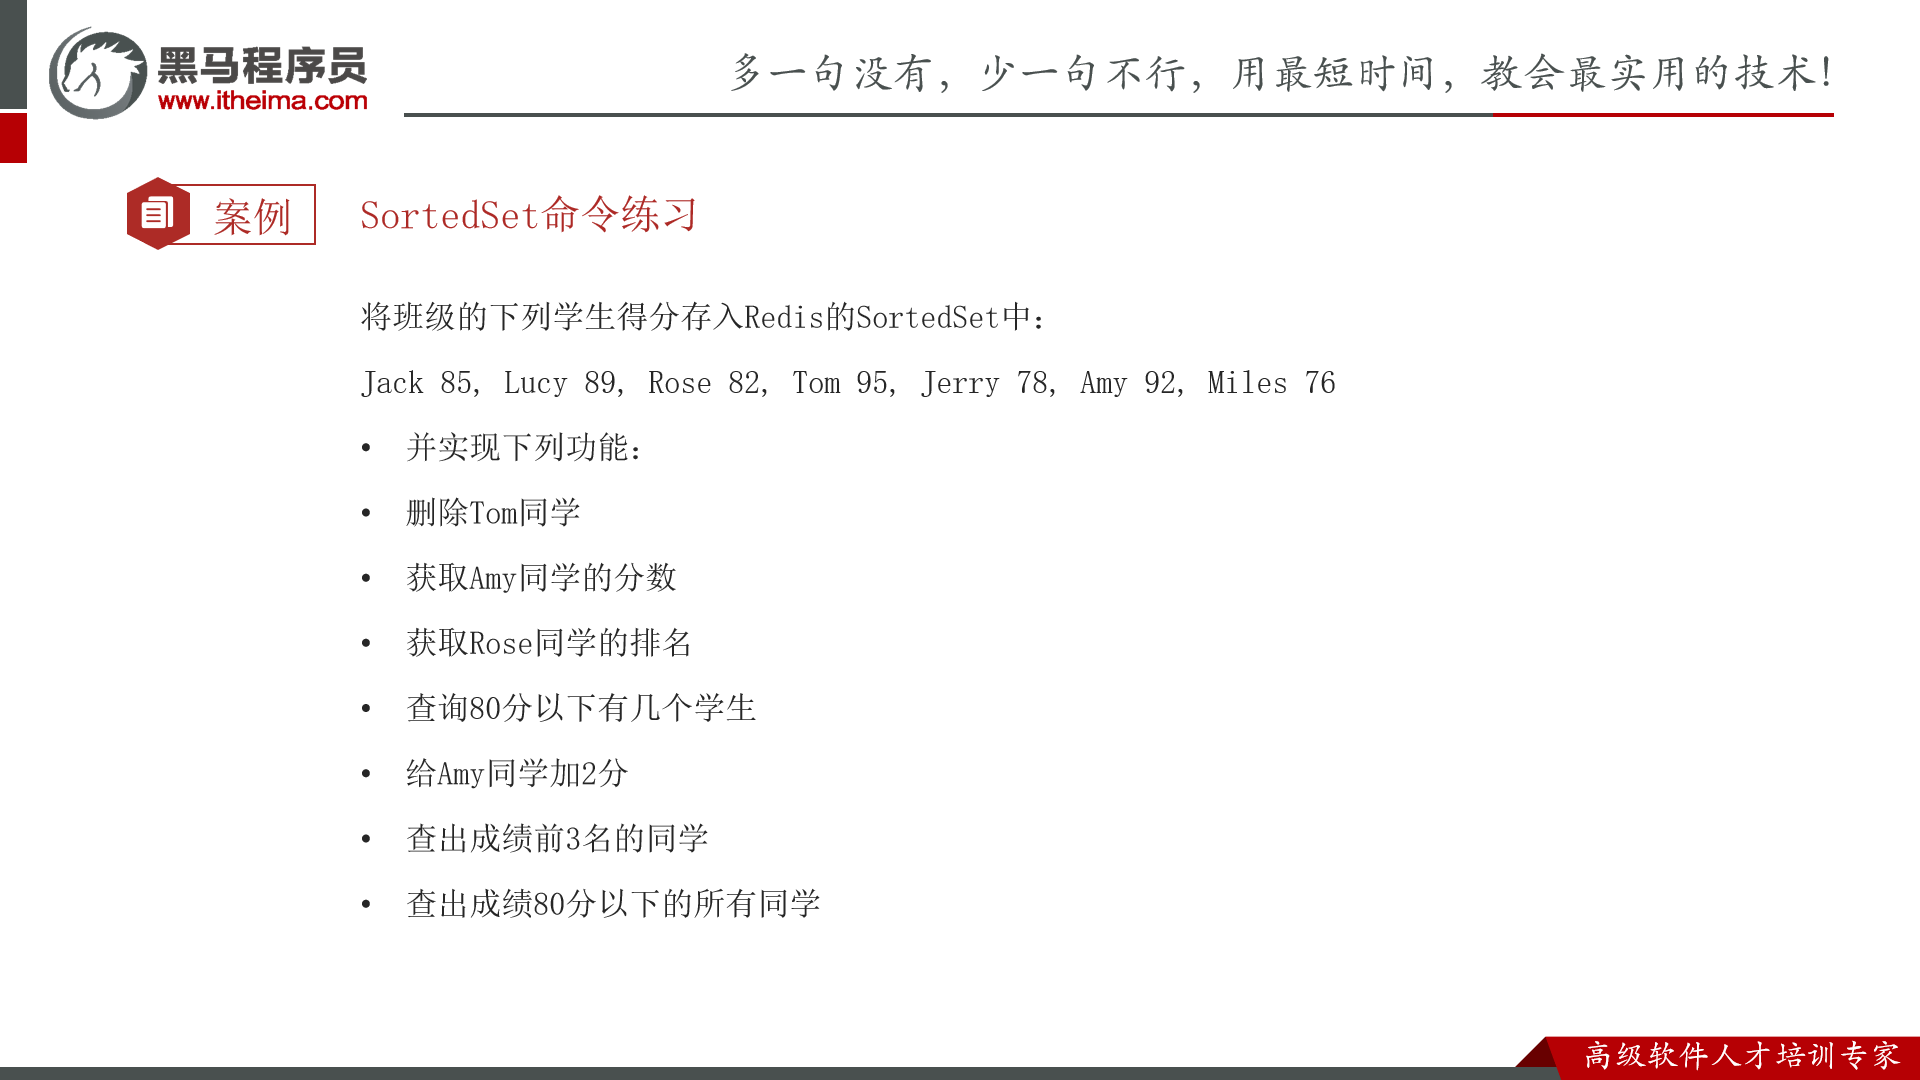 黑马程序员
www.itheima.com
多一句没有，少一句不行，用最短时间，教会最实用的技术！
案例
SortedSet命令练习
将班级的下列学生得分存入Redis的SortedSet中：
Jack 85, Lucy 89, Rose 82, Tom 95, Jerry 78, Amy 92, Miles 76
• 并实现下列功能：
• 删除Tom同学
• 获取Amy同学的分数
• 获取Rose同学的排名
• 查询80分以下有几个学生
• 给Amy同学加2分
• 查出成绩前3名的同学
• 查出成绩80分以下的所有同学
高级软件人才培训专家